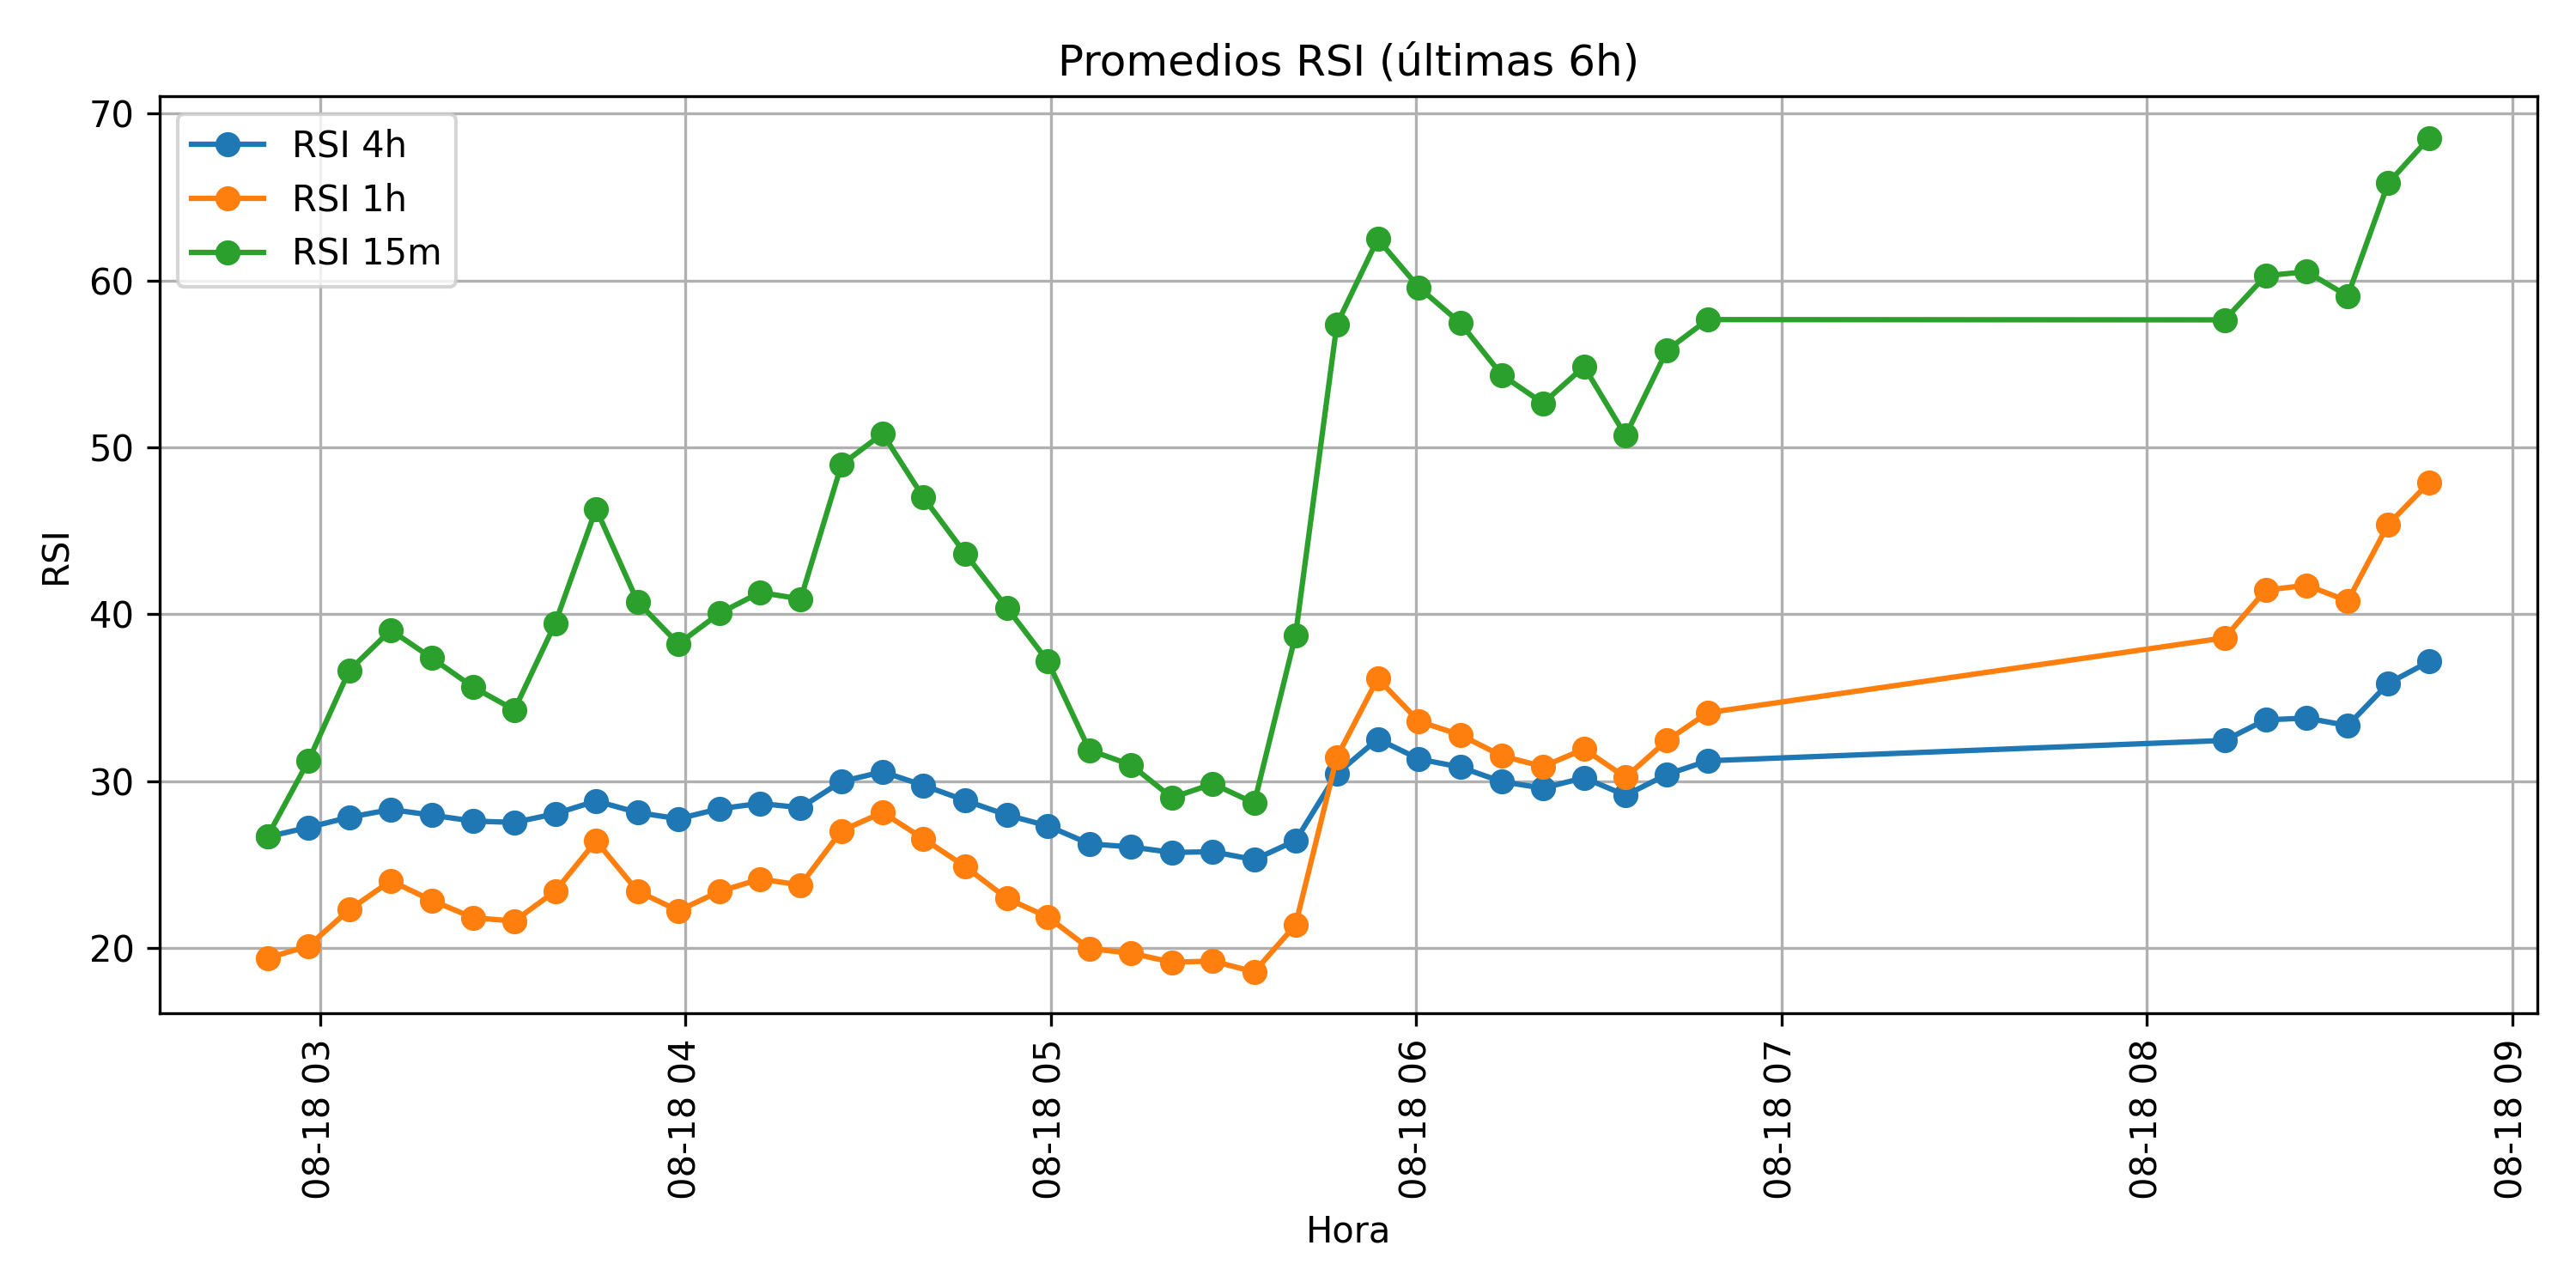 Promedios RSI (últimas 6h)
RSI 4h
RSI 1h
RSI 15m
70
60
50
40
30
20
RSI
08-18 03
08-18 04
08-18 05
08-18 06
08-18 07
08-18 08
08-18 09
Hora